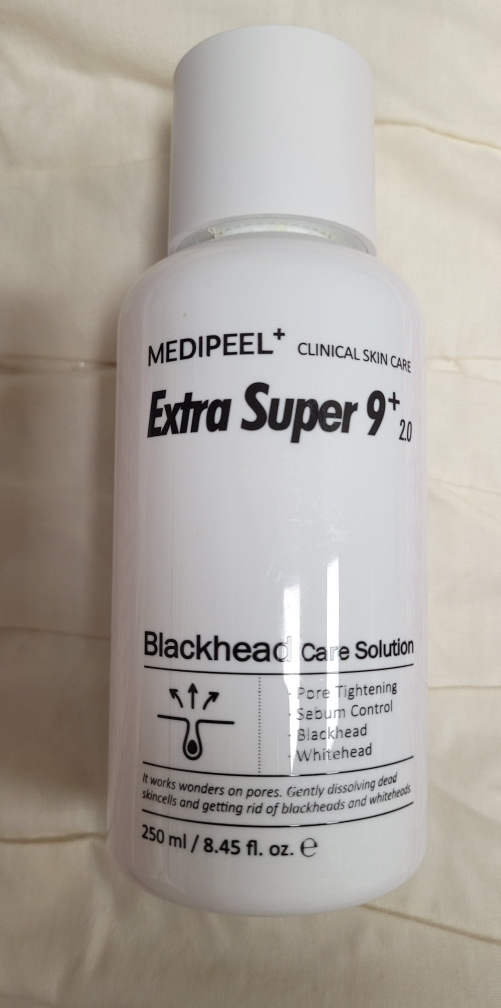 MEDIPEEL+ CLINICAL SKIN CARE
Extra Super 9+ 2.0
Blackhead Care Solution
- Pore Tightening
- Sebum Control
- Blackhead
- Whitehead
It works wonders on pores. Gently dissolving dead
skincells and getting rid of blackheads and whiteheads.
250 ml / 8.45 fl. oz. ℮